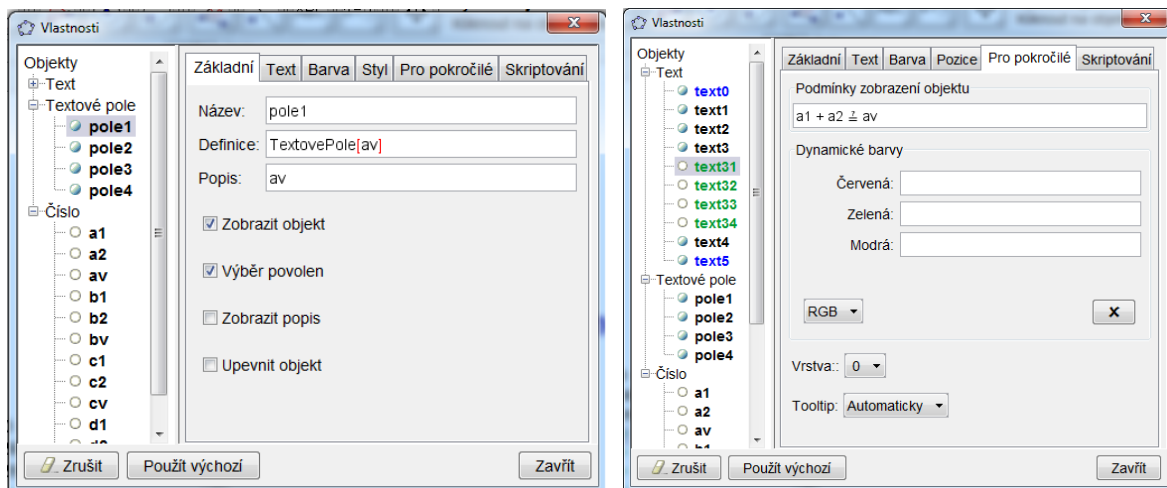 Vlastnosti
Objekty
Text
Textové pole
pole1
pole2
pole3
pole4
Číslo
a1
a2
av
b1
b2
bv
c1
c2
cv
d1
Základní Text Barva Styl Pro pokročilé Skriptování
Název: pole1
Definice: TextovePole[av]
Popis: av
Zobrazit objekt
Výběr povolen
Zobrazit popis
Upevnit objekt
Zrušit Použít výchozí Zavřít
Vlastnosti
Objekty
Text
text0
text1
text2
text3
text31
text32
text33
text34
text4
text5
Textové pole
pole1
pole2
pole3
pole4
Číslo
a1
a2
av
Základní Text Barva Pozice Pro pokročilé Skriptování
Podmínky zobrazení objektu
a1 + a2 ≟ av
Dynamické barvy
Červená:
Zelená:
Modrá:
RGB x
Vrstva:: 0
Tooltip: Automaticky
Zrušit Použít výchozí Zavřít